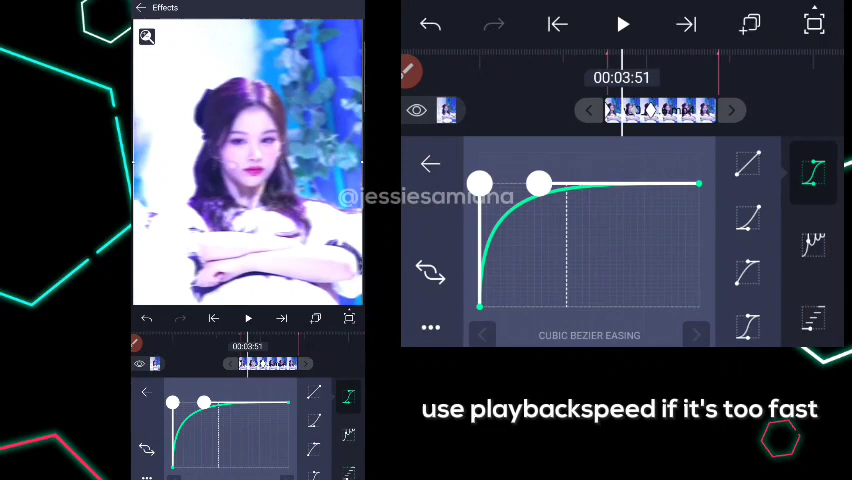 Effects
00:03:51
@jessiesamiana
CUBIC BEZIER EASING
00:03:51
use playbackspeed if it's too fast